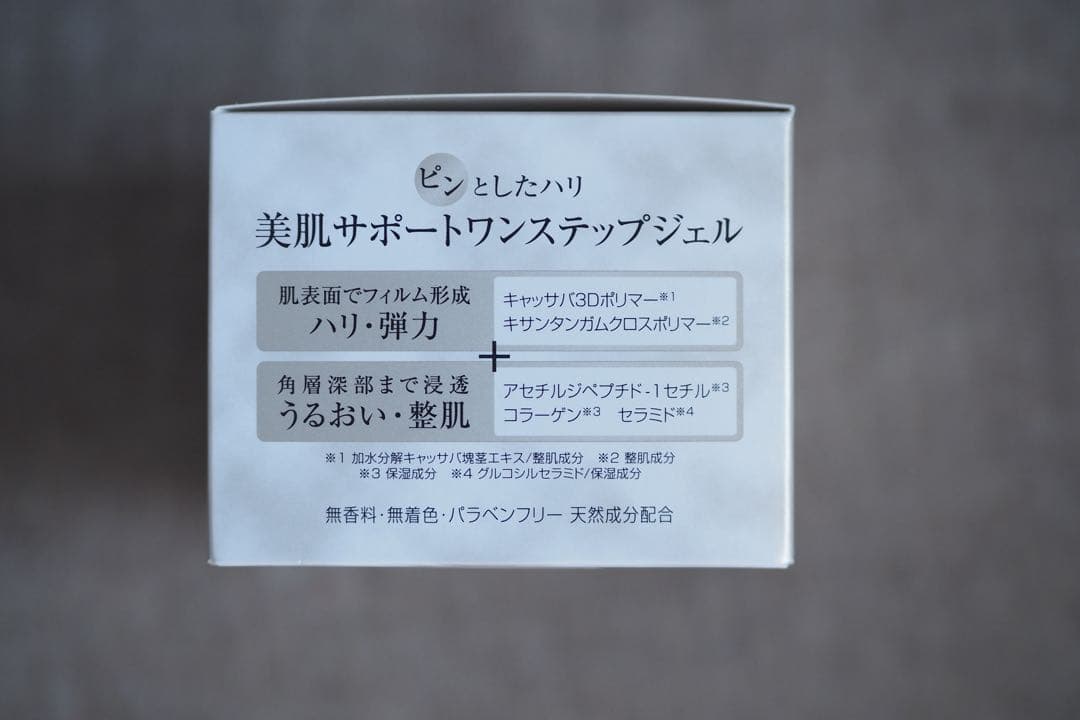 ピンとしたハリ
美肌サポートワンステップジェル
肌表面でフィルム形成
ハリ・弾力
キャッサバ3Dポリマー※1
キサンタンガムクロスポリマー※2
+
角層深部まで浸透
うるおい・整肌
アセチルジペプチド-1セチル※3
コラーゲン※3 セラミド※4
※1 加水分解キャッサバ塊茎エキス/整肌成分 ※2 整肌成分
※3 保湿成分 ※4 グルコシルセラミド/保湿成分
無香料・無着色・パラベンフリー 天然成分配合